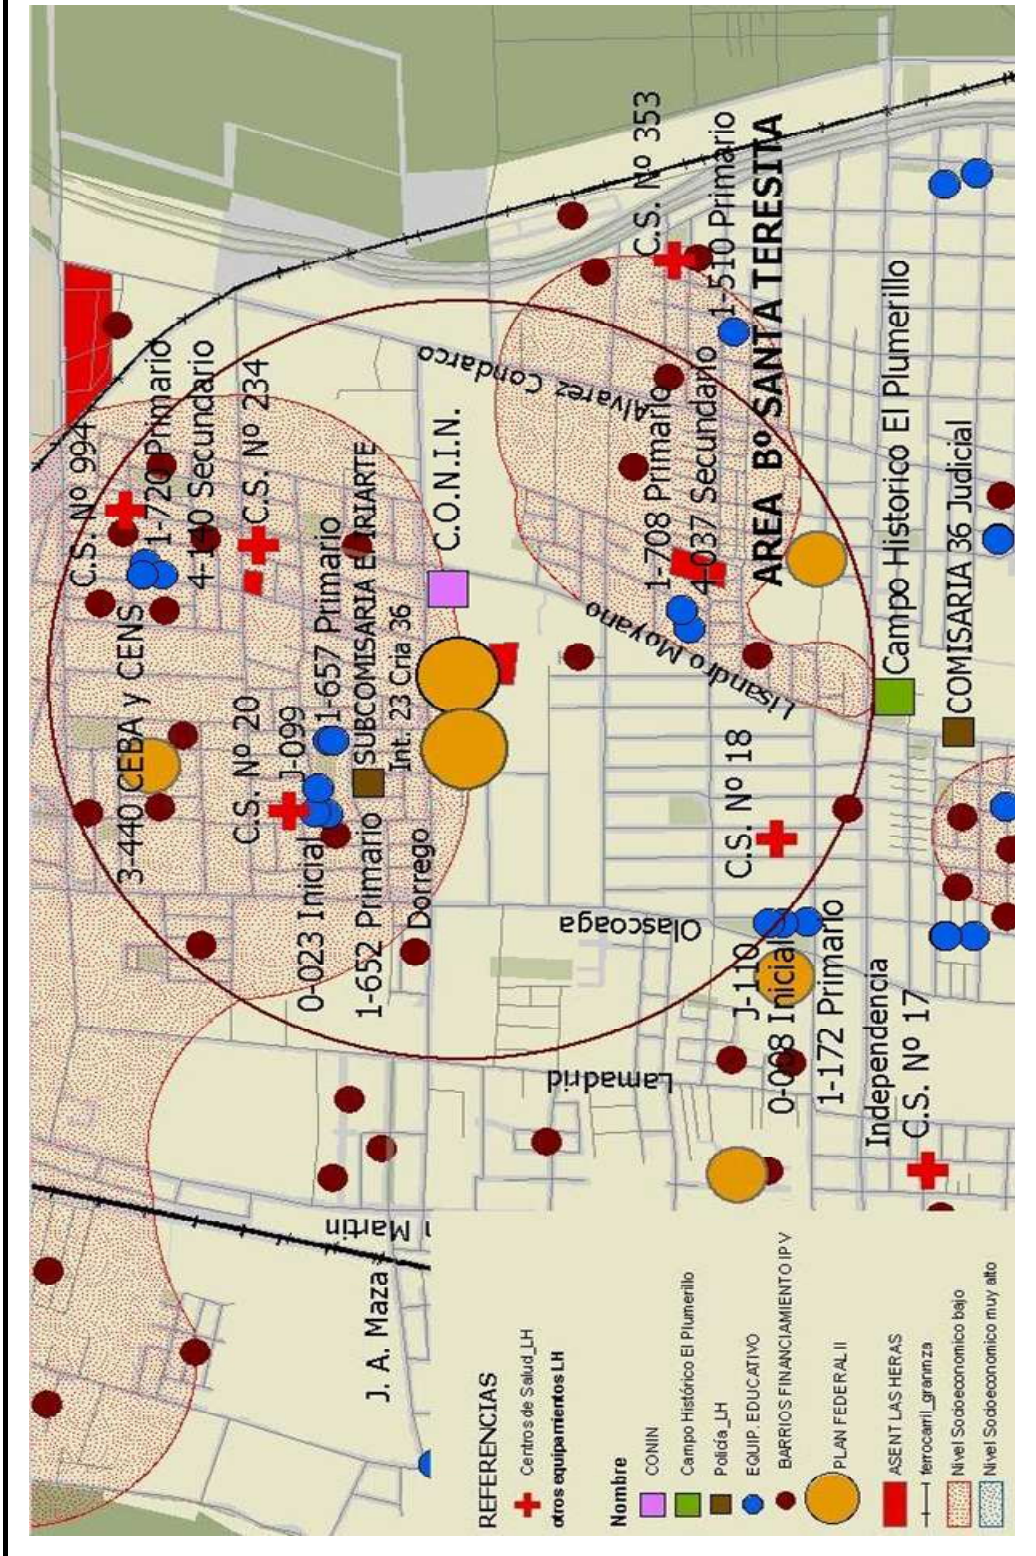 C.S. Nº 994
1-720 Primario
4-140 Secundario
C.S. Nº 234
3-440 CEBA y CENS
C.S. Nº 20
J-099
1-657 Primario
SUBCOMISARIA E. IRIARTE
Int. 23 Cria 36
0-023 Inicial
1-652 Primario
Dorrego
C.O.N.I.N.
Alvarez Condarco
C.S. Nº 353
1-510 Primario
AREA Bº SANTA TERESITA
1-708 Primario
4-037 Secundario
Lisandro Moyano
Campo Historico El Plumerillo
COMISARIA 36 Judicial
C.S. Nº 18
Olascoaga
J-110
0-098 Inicial
1-172 Primario
Lamadrid
Independencia
C.S. Nº 17
Martin
J. A. Maza
REFERENCIAS
Centros de Salud_LH
otros equipamientos LH
Nombre
CONIN
Campo Histórico El Plumerillo
Policía_LH
EQUIP. EDUCATIVO
BARRIOS FINANCIAMIENTO IPV
PLAN FEDERAL II
ASENT LAS HERAS
ferrocarril_granmza
Nivel Sodoeconomico bajo
Nivel Sodoeconomico muy alto